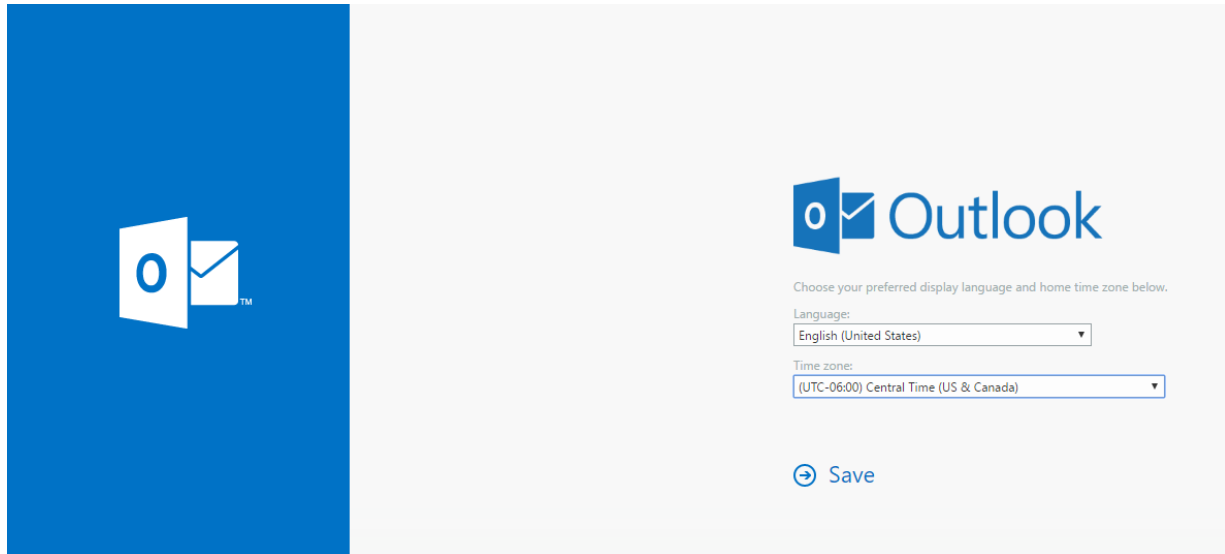 O
TM
O Outlook
Choose your preferred display language and home time zone below.
Language:
English (United States)
Time zone:
(UTC-06:00) Central Time (US & Canada)
Save